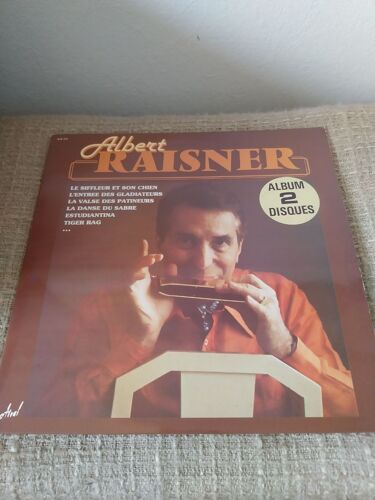 Albert
RAISNER
LE SIFFLEUR ET SON CHIEN
L'ENTREE DES GLADIATEURS
LA VALSE DES PATINEURS
LA DANSE DU SABRE
ESTUDIANTINA
TIGER RAG
...
ALBUM
2
DISQUES